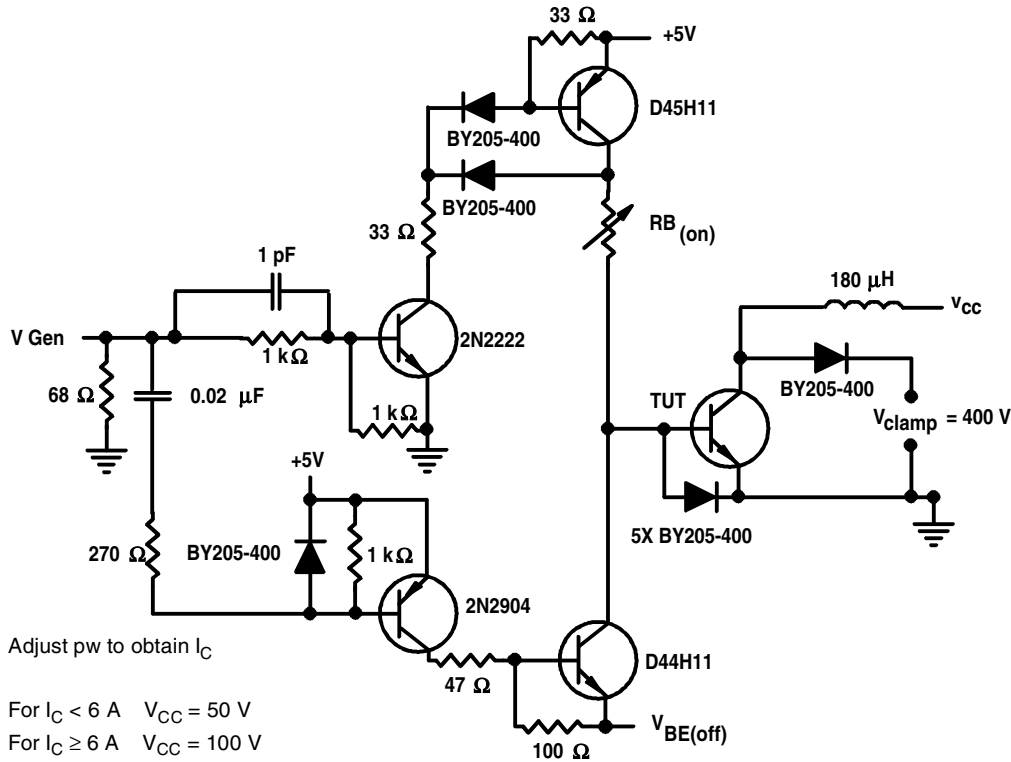 33 Ω
+5V
D45H11
BY205-400
BY205-400
33 Ω
RB(on)
1 pF
180 μH
V Gen
1 kΩ
2N2222
vcc
68 Ω
0.02 μF
BY205-400
TUT
1 kΩ
Vclamp = 400 V
+5V
5X BY205-400
270 Ω
BY205-400
1 kΩ
2N2904
Adjust pw to obtain IC
D44H11
47 Ω
For IC < 6 A VCC = 50 V
VBE(off)
For IC ≥ 6 A VCC = 100 V
100 Ω